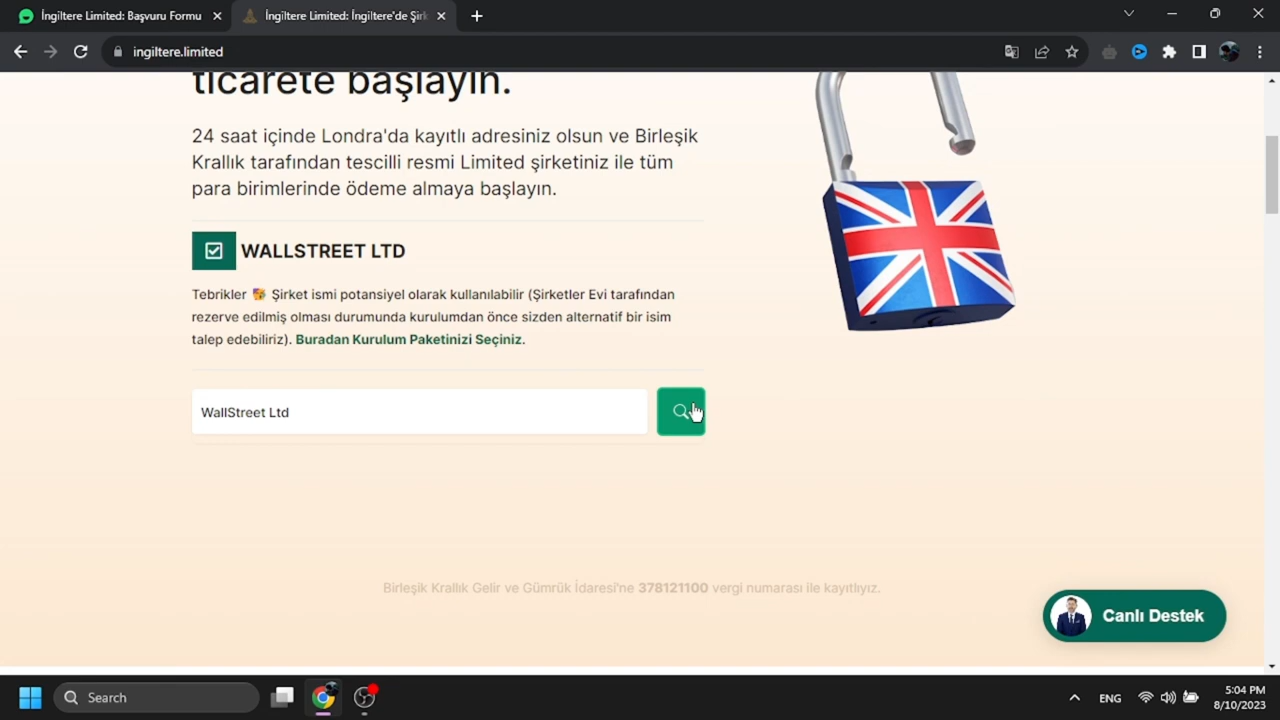 İngiltere Limited: Başvuru Formu
İngiltere Limited: İngiltere'de Şirk
ingiltere.limited
ticarete başlayın.
24 saat içinde Londra'da kayıtlı adresiniz olsun ve Birleşik
Krallık tarafından tescilli resmi Limited şirketiniz ile tüm
para birimlerinde ödeme almaya başlayın.
WALLSTREET LTD
Tebrikler 🥳 Şirket ismi potansiyel olarak kullanılabilir (Şirketler Evi tarafından
rezerve edilmiş olması durumunda kurulumdan önce sizden alternatif bir isim
talep edebiliriz). Buradan Kurulum Paketinizi Seçiniz.
WallStreet Ltd
Birleşik Krallık Gelir ve Gümrük İdaresi'ne 378121100 vergi numarası ile kayıtlıyız.
Canlı Destek
Search
ENG
5:04 PM
8/10/2023